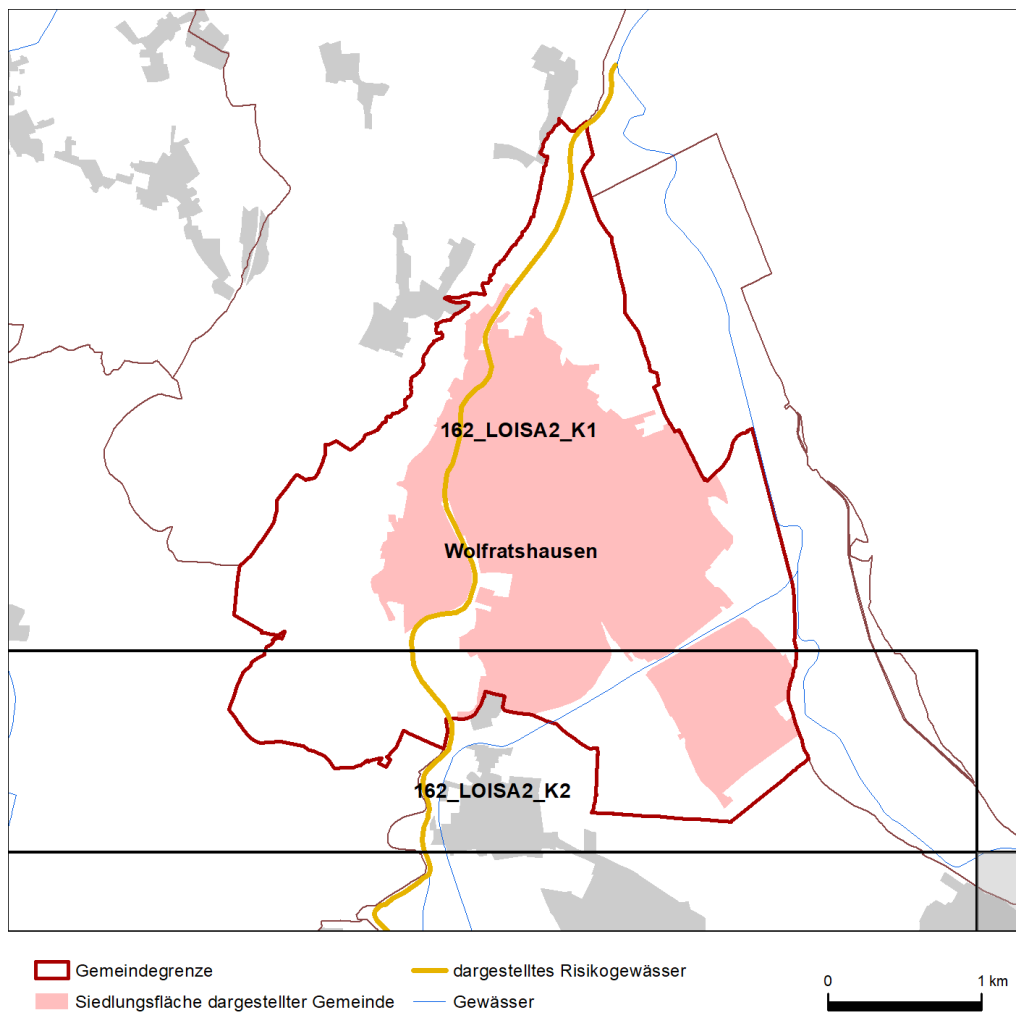 162_LOISA2_K1
Wolfratshausen
162_LOISA2_K2
Gemeindegrenze
dargestelltes Risikogewässer
0
1 km
Siedlungsfläche dargestellter Gemeinde
Gewässer